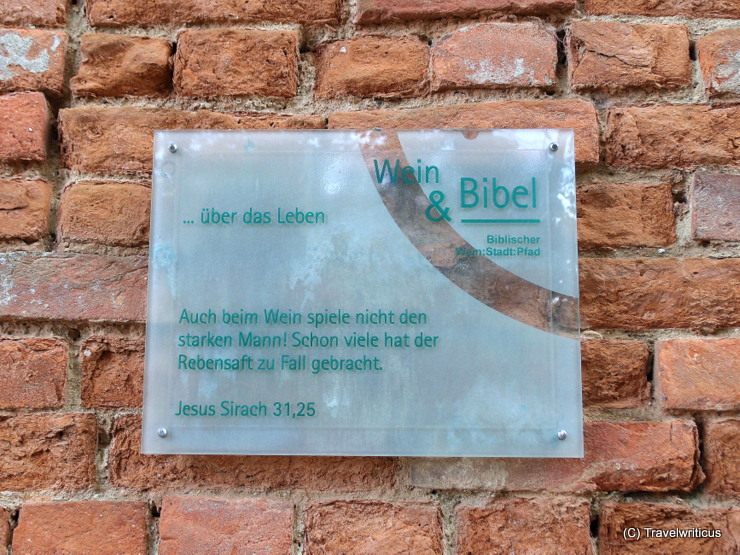 Wein
& Bibel
... über das Leben
Biblischer
Wein:Stadt:Pfad
Auch beim Wein spiele nicht den
starken Mann! Schon viele hat der
Rebensaft zu Fall gebracht.
Jesus Sirach 31,25
(C) Travelwriticus